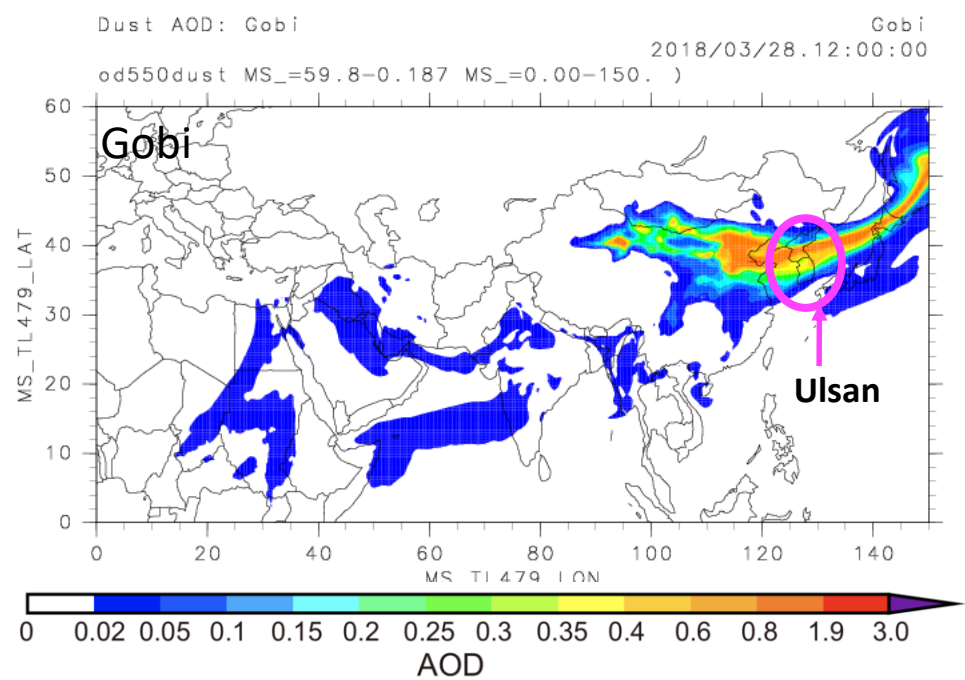 Dust AOD: Gobi
Gobi
2018/03/28.12:00:00
od550dust MS_=59.8-0.187 MS_=0.00-150. )
Gobi
60
50
40
30
20
10
0
MS_TL479_LAT
0 20 40 60 80 100 120 140
MS_TL479_LON
Ulsan
0 0.02 0.05 0.1 0.15 0.2 0.25 0.3 0.35 0.4 0.6 0.8 1.9 3.0
AOD